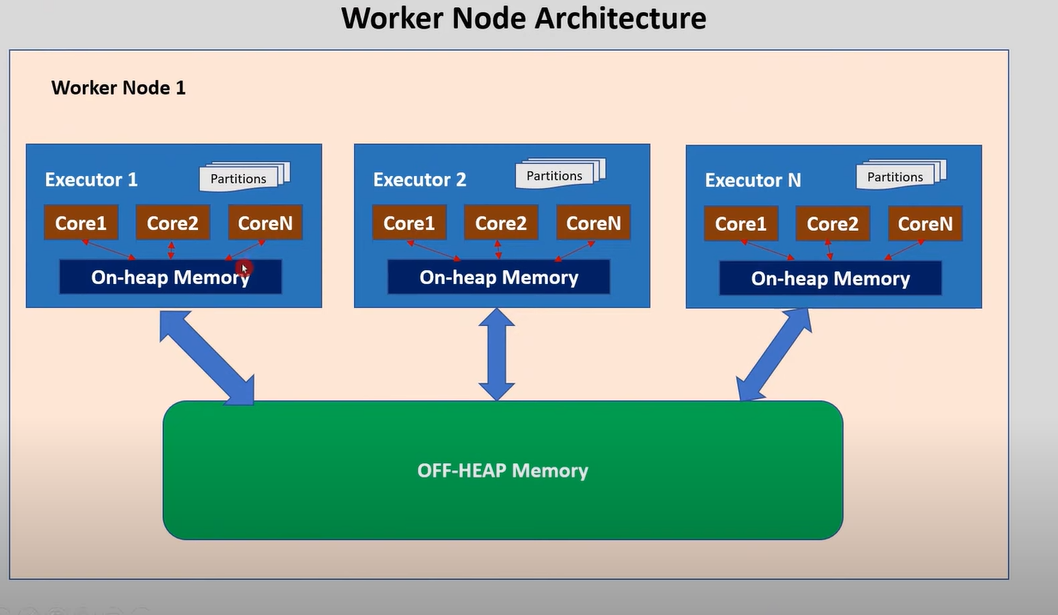 Worker Node Architecture
Worker Node 1
Executor 1
Partitions
Core1
Core2
CoreN
On-heap Memory
Executor 2
Partitions
Core1
Core2
CoreN
On-heap Memory
Executor N
Partitions
Core1
Core2
CoreN
On-heap Memory
OFF-HEAP Memory